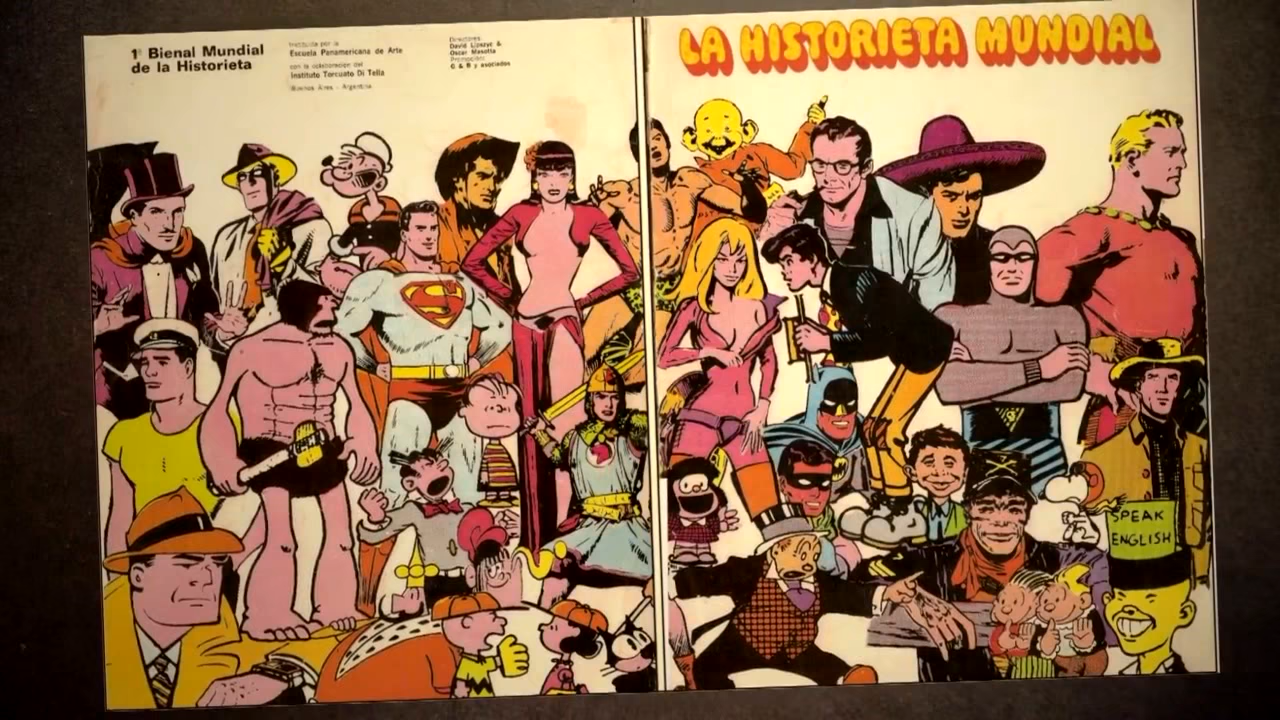 1ª Bienal Mundial
de la Historieta
Instituida por la
Escuela Panamericana de Arte
con la colaboracion del
Instituto Torcuato Di Tella
Buenos Aires - Argentina
Directores
David Lipszyc &
Oscar Masotta
Promoción:
G & B y asociados
LA HISTORIETA MUNDIAL
SPEAK
ENGLISH